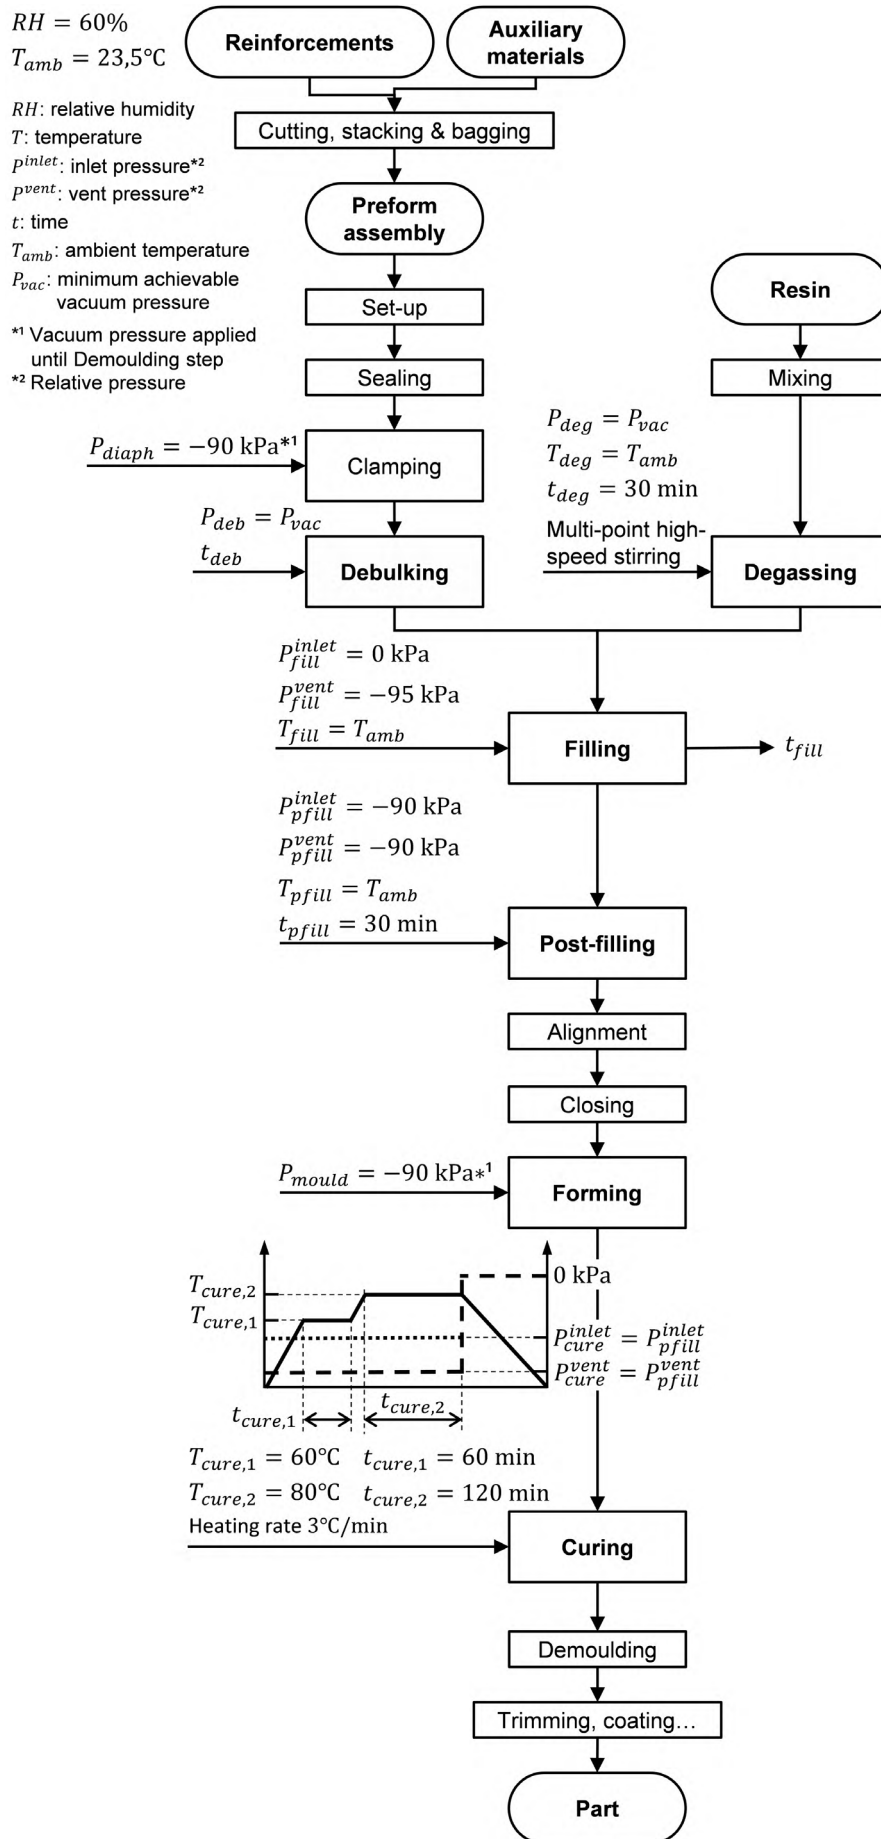 RH = 60%
T_amb = 23,5°C
RH: relative humidity
T: temperature
P^inlet: inlet pressure*²
P^vent: vent pressure*²
t: time
T_amb: ambient temperature
P_vac: minimum achievable
vacuum pressure
*¹ Vacuum pressure applied
until Demoulding step
*² Relative pressure
Reinforcements
Auxiliary
materials
Cutting, stacking & bagging
Preform
assembly
Set-up
Sealing
P_diaph = −90 kPa*¹
Clamping
P_deb = P_vac
t_deb
Debulking
Resin
Mixing
P_deg = P_vac
T_deg = T_amb
t_deg = 30 min
Multi-point high-
speed stirring
Degassing
P_fill^inlet = 0 kPa
P_fill^vent = −95 kPa
T_fill = T_amb
Filling
t_fill
P_pfill^inlet = −90 kPa
P_pfill^vent = −90 kPa
T_pfill = T_amb
t_pfill = 30 min
Post-filling
Alignment
Closing
P_mould = −90 kPa*¹
Forming
T_cure,2
T_cure,1
0 kPa
P_cure^inlet = P_pfill^inlet
P_cure^vent = P_pfill^vent
t_cure,1
t_cure,2
T_cure,1 = 60°C t_cure,1 = 60 min
T_cure,2 = 80°C t_cure,2 = 120 min
Heating rate 3°C/min
Curing
Demoulding
Trimming, coating…
Part